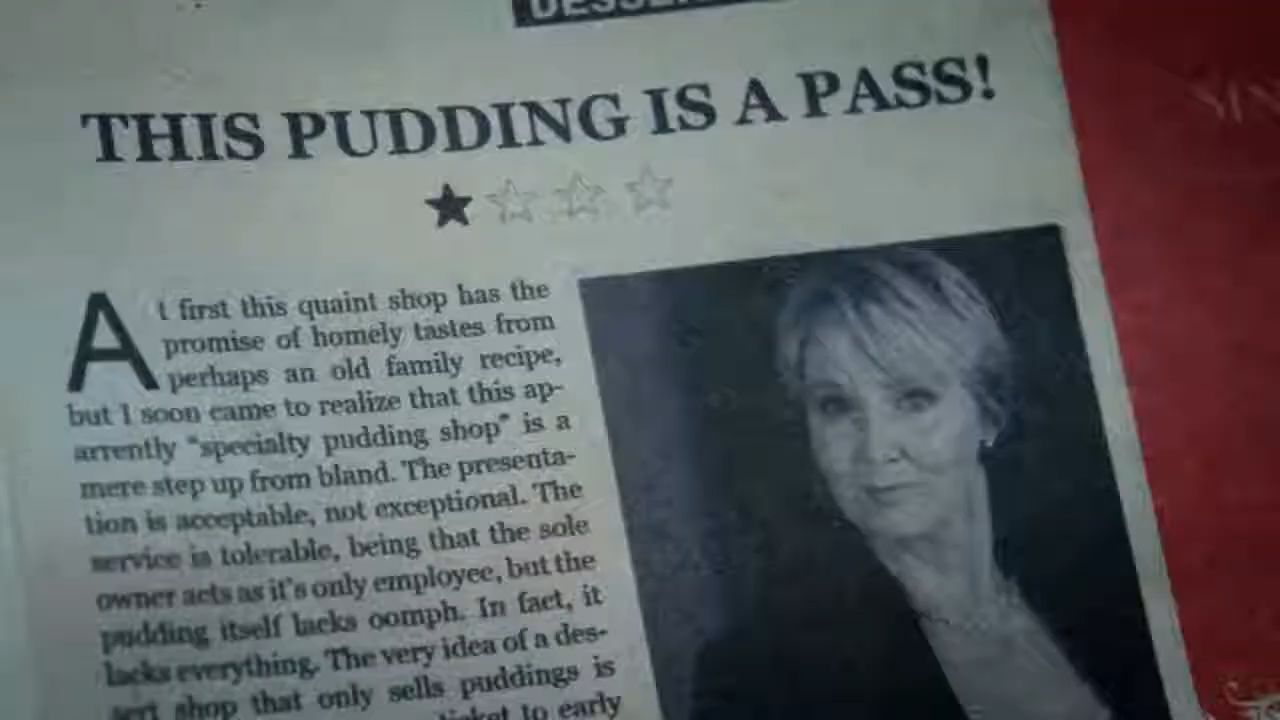 THIS PUDDING IS A PASS!
At first this quaint shop has the
promise of homely tastes from
perhaps an old family recipe,
but I soon came to realize that this ap-
arrently "specialty pudding shop" is a
mere step up from bland. The presenta-
tion is acceptable, not exceptional. The
service is tolerable, being that the sole
owner acts as it's only employee, but the
pudding itself lacks oomph. In fact, it
lacks everything. The very idea of a des-
sert shop that only sells puddings is
ticket to early